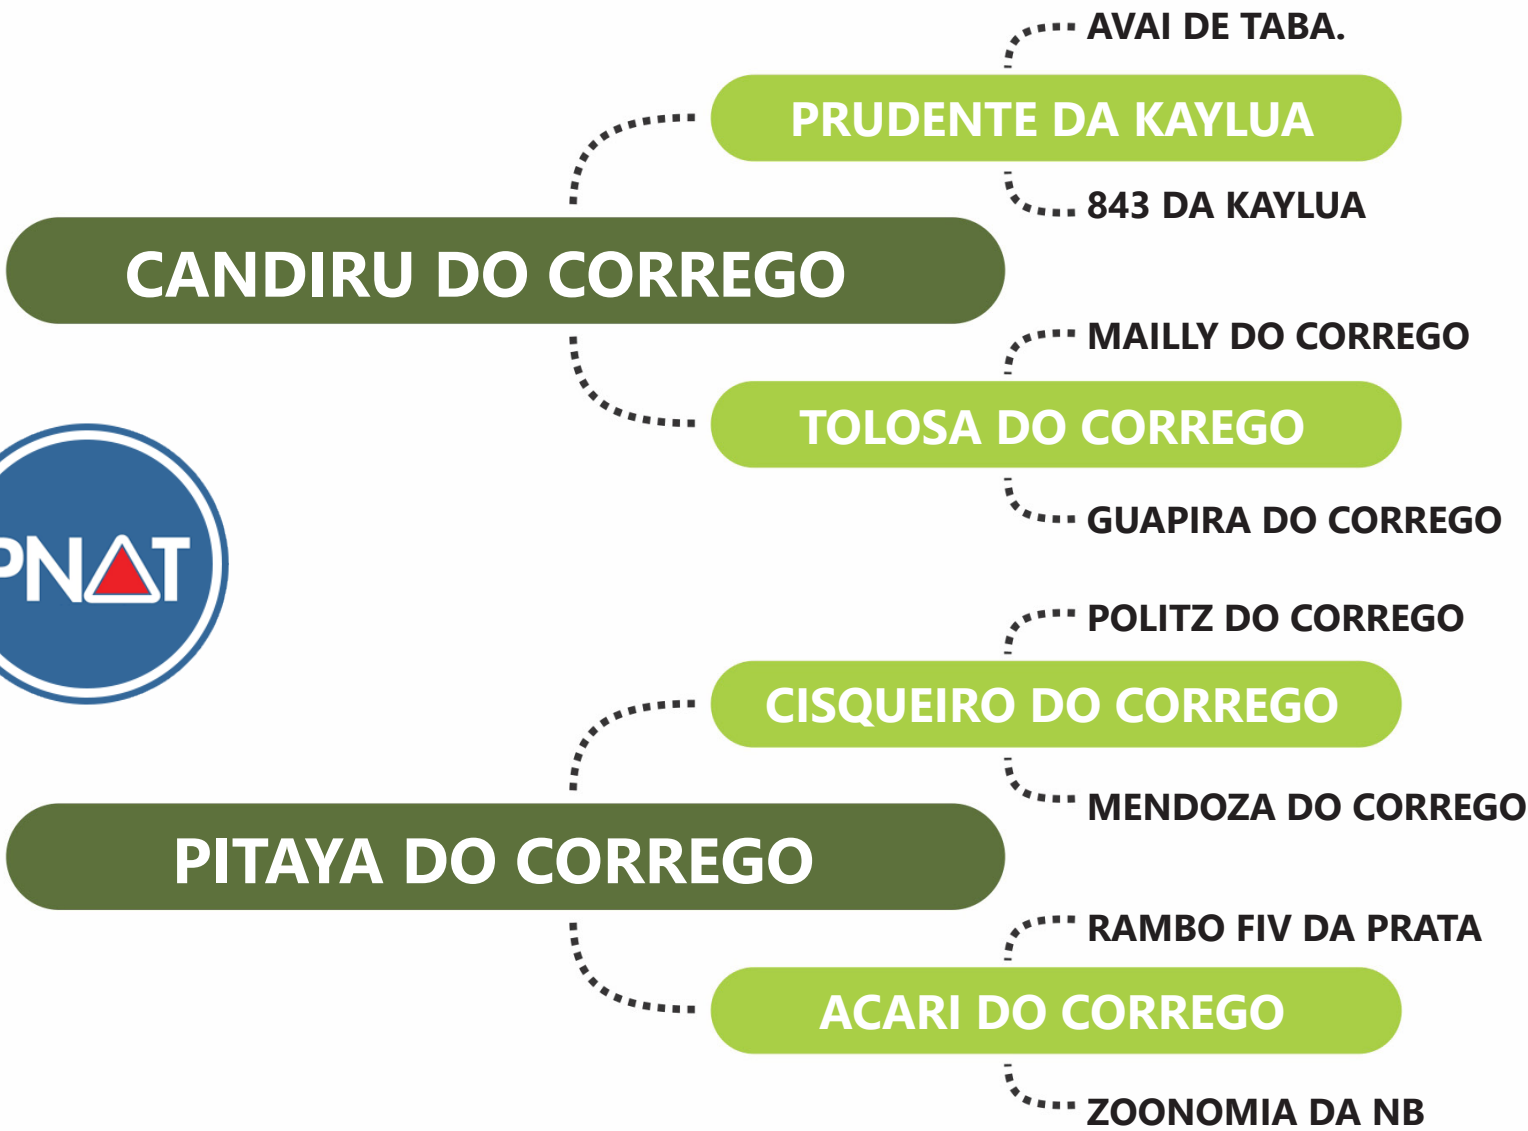 AVAI DE TABA.
PRUDENTE DA KAYLUA
843 DA KAYLUA
CANDIRU DO CORREGO
MAILLY DO CORREGO
TOLOSA DO CORREGO
GUAPIRA DO CORREGO
PNAT
POLITZ DO CORREGO
CISQUEIRO DO CORREGO
MENDOZA DO CORREGO
PITAYA DO CORREGO
RAMBO FIV DA PRATA
ACARI DO CORREGO
ZOONOMIA DA NB